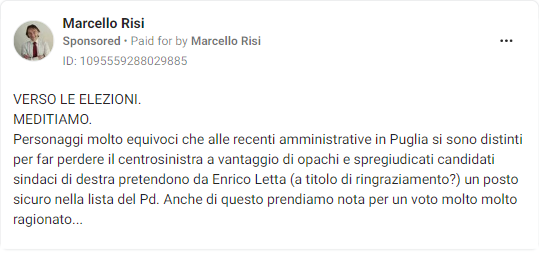 Marcello Risi
Sponsored • Paid for by Marcello Risi
ID: 1095559288029885
VERSO LE ELEZIONI.
MEDITIAMO.
Personaggi molto equivoci che alle recenti amministrative in Puglia si sono distinti
per far perdere il centrosinistra a vantaggio di opachi e spregiudicati candidati
sindaci di destra pretendono da Enrico Letta (a titolo di ringraziamento?) un posto
sicuro nella lista del Pd. Anche di questo prendiamo nota per un voto molto molto
ragionato...